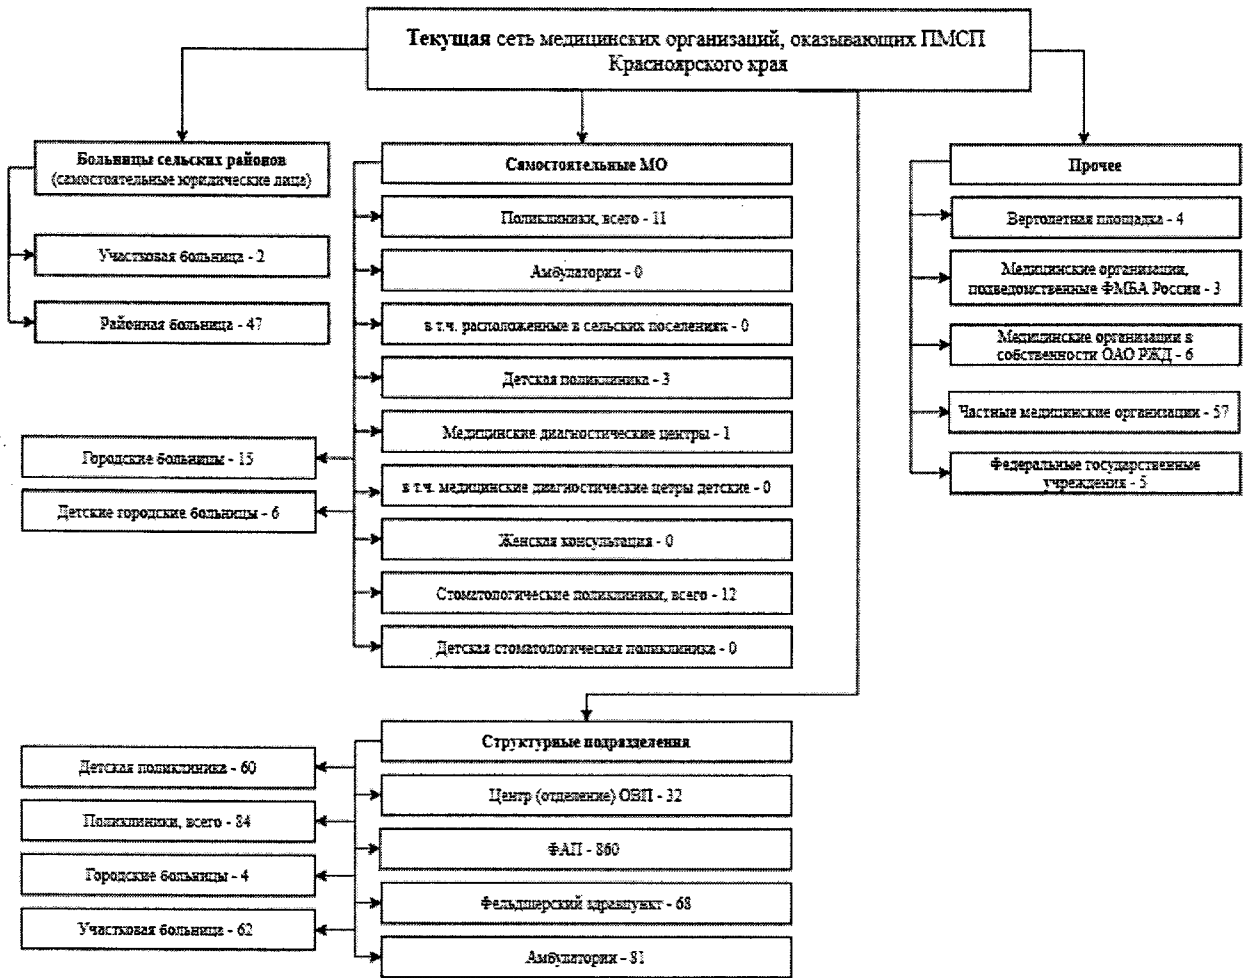 Текущая сеть медицинских организаций, оказывающих ПМСП
Красноярского края
Больницы сельских районов
(самостоятельные юридические лица)
Участковая больница - 2
Районная больница - 47
Самостоятельные МО
Поликлиники, всего - 11
Амбулатории - 0
в т.ч. расположенные в сельских поселениях - 0
Детская поликлиника - 3
Медицинские диагностические центры - 1
в т.ч. медицинские диагностические цетры детские - 0
Женская консультация - 0
Стоматологические поликлиники, всего - 12
Детская стоматологическая поликлиника - 0
Городские больницы - 15
Детские городские больницы - 6
Прочее
Вертолетная площадка - 4
Медицинские организации,
подведомственные ФМБА России - 3
Медицинские организации в
собственности ОАО РЖД - 6
Частные медицинские организации - 57
Федеральные государственные
учреждения - 5
Структурные подразделения
Детская поликлиника - 60
Поликлиники, всего - 84
Городские больницы - 4
Участковая больница - 62
Центр (отделение) ОВП - 32
ФАП - 860
Фельдшерский здравпункт - 68
Амбулатории - 81